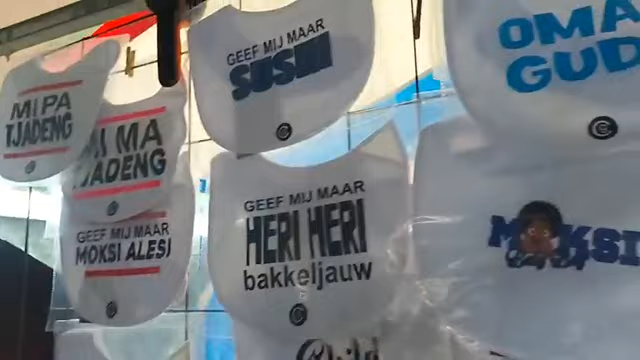 MI PA
TJADENG
MI MA
TJADENG
GEEF MIJ MAAR
MOKSI ALESI
GEEF MIJ MAAR
SUSHI
GEEF MIJ MAAR
HERI HERI
bakkeljauw
Child
OMA
GUD
MOKSI